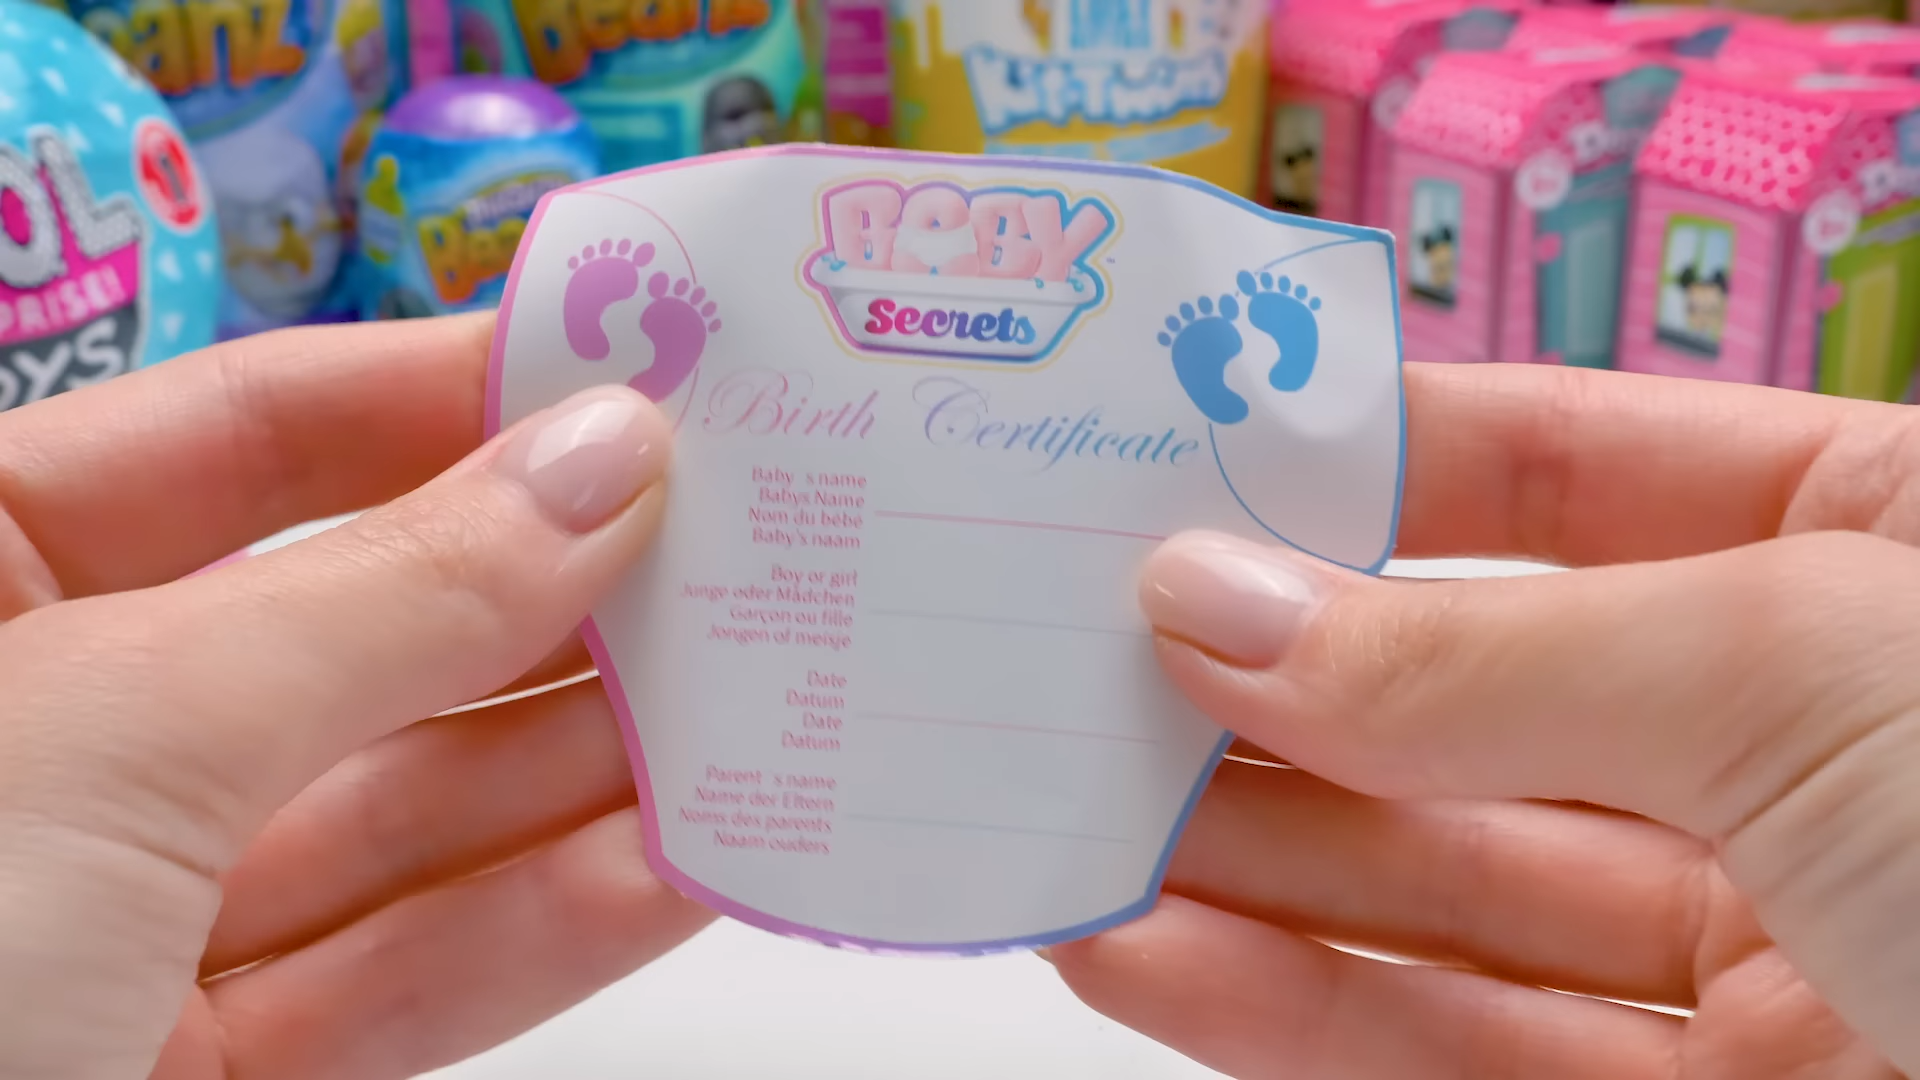 BABY
Secrets
Birth Certificate
Baby s name
Babys Name
Nom du bébé
Baby's naam
Boy or girl
Junge oder Mädchen
Garçon ou fille
Jongen of meisje
Date
Datum
Date
Datum
Parent s name
Name der Eltern
Noms des parents
Naam ouders